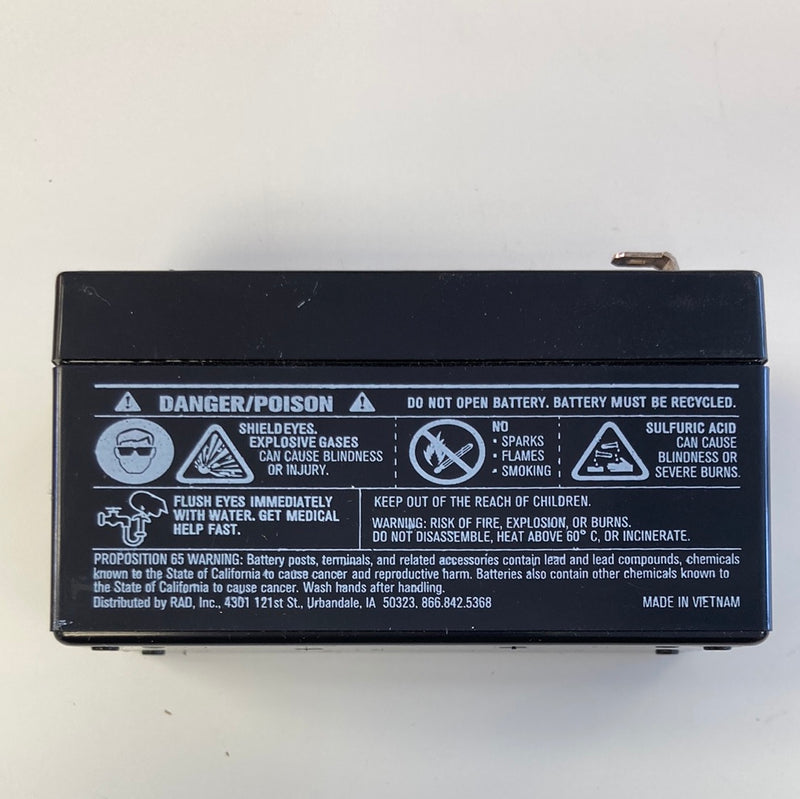 DANGER/POISON
DO NOT OPEN BATTERY. BATTERY MUST BE RECYCLED.
SHIELD EYES.
EXPLOSIVE GASES
CAN CAUSE BLINDNESS
OR INJURY.
NO
• SPARKS
• FLAMES
• SMOKING
SULFURIC ACID
CAN CAUSE
BLINDNESS OR
SEVERE BURNS.
FLUSH EYES IMMEDIATELY
WITH WATER. GET MEDICAL
HELP FAST.
KEEP OUT OF THE REACH OF CHILDREN.
WARNING: RISK OF FIRE, EXPLOSION, OR BURNS.
DO NOT DISASSEMBLE, HEAT ABOVE 60° C, OR INCINERATE.
PROPOSITION 65 WARNING: Battery posts, terminals, and related accessories contain lead and lead compounds, chemicals
known to the State of California to cause cancer and reproductive harm. Batteries also contain other chemicals known to
the State of California to cause cancer. Wash hands after handling.
Distributed by RAD, Inc., 4301 121st St., Urbandale, IA 50323. 866.842.5368
MADE IN VIETNAM